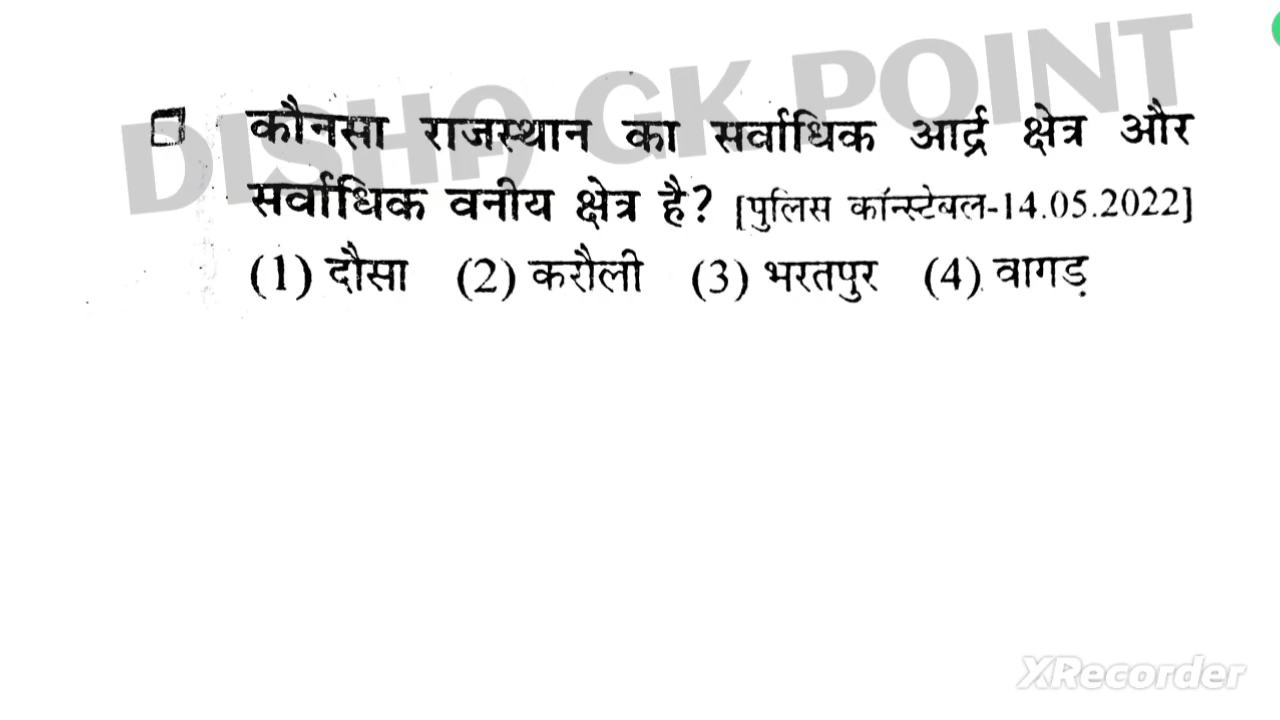 DISHA GK POINT
कौनसा राजस्थान का सर्वाधिक आर्द्र क्षेत्र और
सर्वाधिक वनीय क्षेत्र है? [पुलिस कॉन्स्टेबल-14.05.2022]
(1) दौसा (2) करौली (3) भरतपुर (4) वागड़
XRecorder